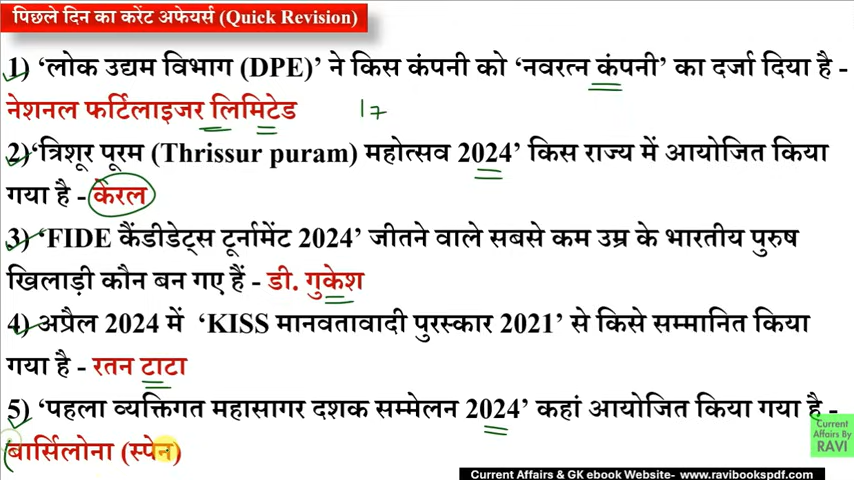 पिछले दिन का करेंट अफेयर्स (Quick Revision)
1) ‘लोक उद्यम विभाग (DPE)’ ने किस कंपनी को ‘नवरत्न कंपनी’ का दर्जा दिया है -
नेशनल फर्टिलाइजर लिमिटेड 17
2) ‘त्रिशूर पूरम (Thrissur puram) महोत्सव 2024’ किस राज्य में आयोजित किया
गया है - केरल
3) ‘FIDE कैंडीडेट्स टूर्नामेंट 2024’ जीतने वाले सबसे कम उम्र के भारतीय पुरुष
खिलाड़ी कौन बन गए हैं - डी. गुकेश
4) अप्रैल 2024 में ‘KISS मानवतावादी पुरस्कार 2021’ से किसे सम्मानित किया
गया है - रतन टाटा
5) ‘पहला व्यक्तिगत महासागर दशक सम्मेलन 2024’ कहां आयोजित किया गया है -
बार्सिलोना (स्पेन)
Current
Affairs By
RAVI
Current Affairs & GK ebook Website- www.ravibookspdf.com